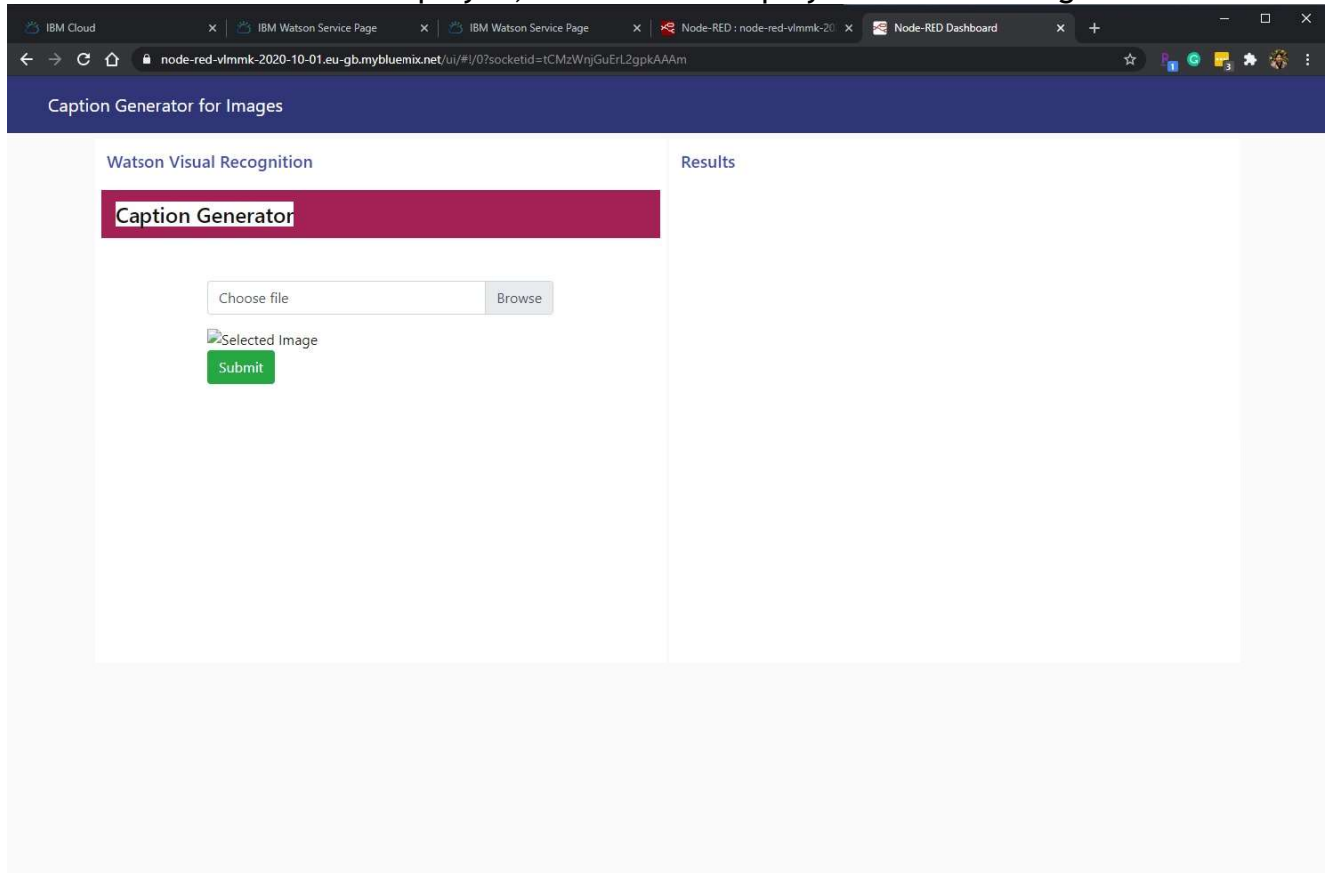 IBM Cloud
IBM Watson Service Page
IBM Watson Service Page
Node-RED : node-red-vlmmk-20
Node-RED Dashboard
node-red-vlmmk-2020-10-01.eu-gb.mybluemix.net/ui/#!/0?socketid=tCMzWnjGuErL2gpkAAAm
1
G
3
Caption Generator for Images
Watson Visual Recognition
Results
Caption Generator
Choose file
Browse
Selected Image
Submit